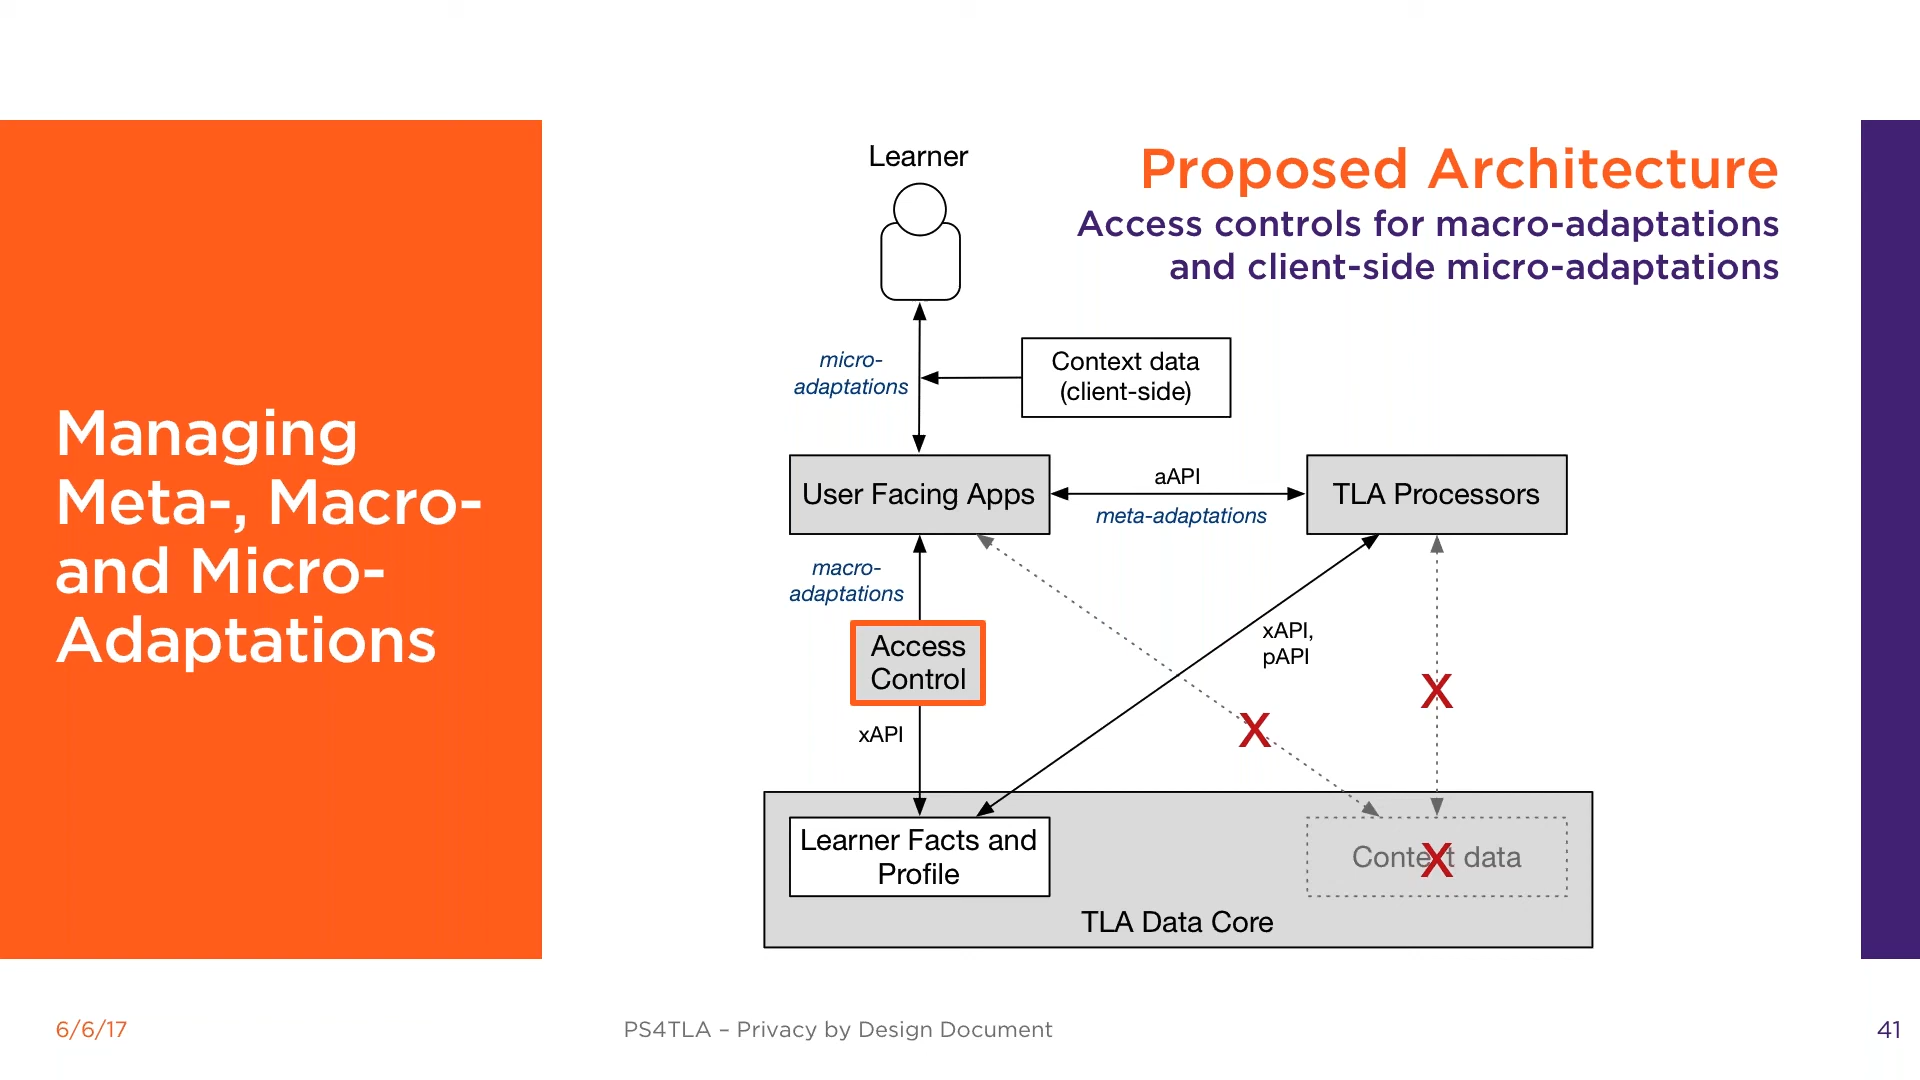 Managing
Meta-, Macro-
and Micro-
Adaptations
Proposed Architecture
Access controls for macro-adaptations
and client-side micro-adaptations
Learner
micro-
adaptations
Context data
(client-side)
User Facing Apps
aAPI
meta-adaptations
TLA Processors
macro-
adaptations
Access
Control
xAPI
xAPI,
pAPI
X
X
Learner Facts and
Profile
Context data
X
TLA Data Core
6/6/17
PS4TLA – Privacy by Design Document
41